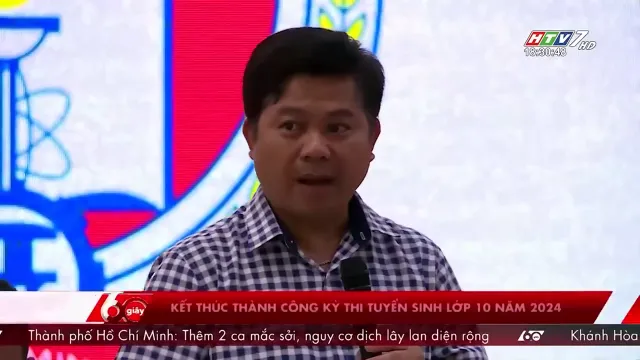 HTV7 HD
18:30:48
60 giây
KẾT THÚC THÀNH CÔNG KỲ THI TUYỂN SINH LỚP 10 NĂM 2024
Thành phố Hồ Chí Minh: Thêm 2 ca mắc sởi, nguy cơ dịch lây lan diện rộng
60
Khánh Hòa